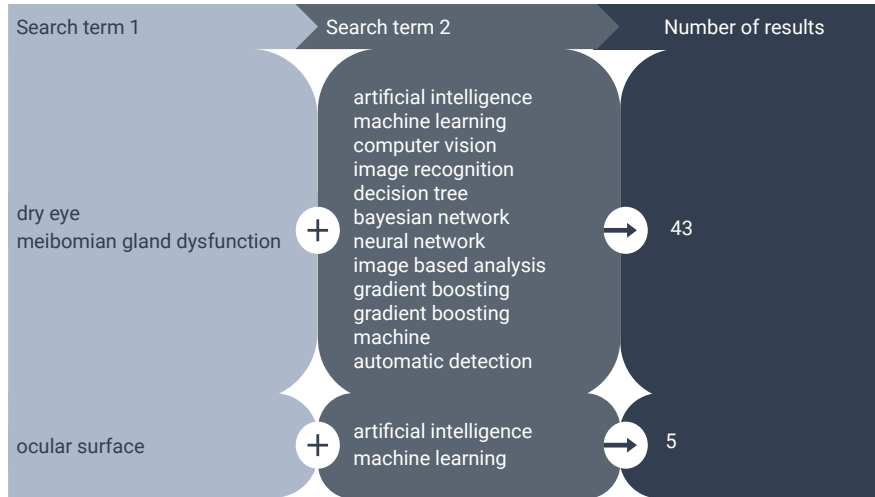 Search term 1
Search term 2
Number of results
dry eye
meibomian gland dysfunction
+
artificial intelligence
machine learning
computer vision
image recognition
decision tree
bayesian network
neural network
image based analysis
gradient boosting
gradient boosting
machine
automatic detection
43
ocular surface
+
artificial intelligence
machine learning
5